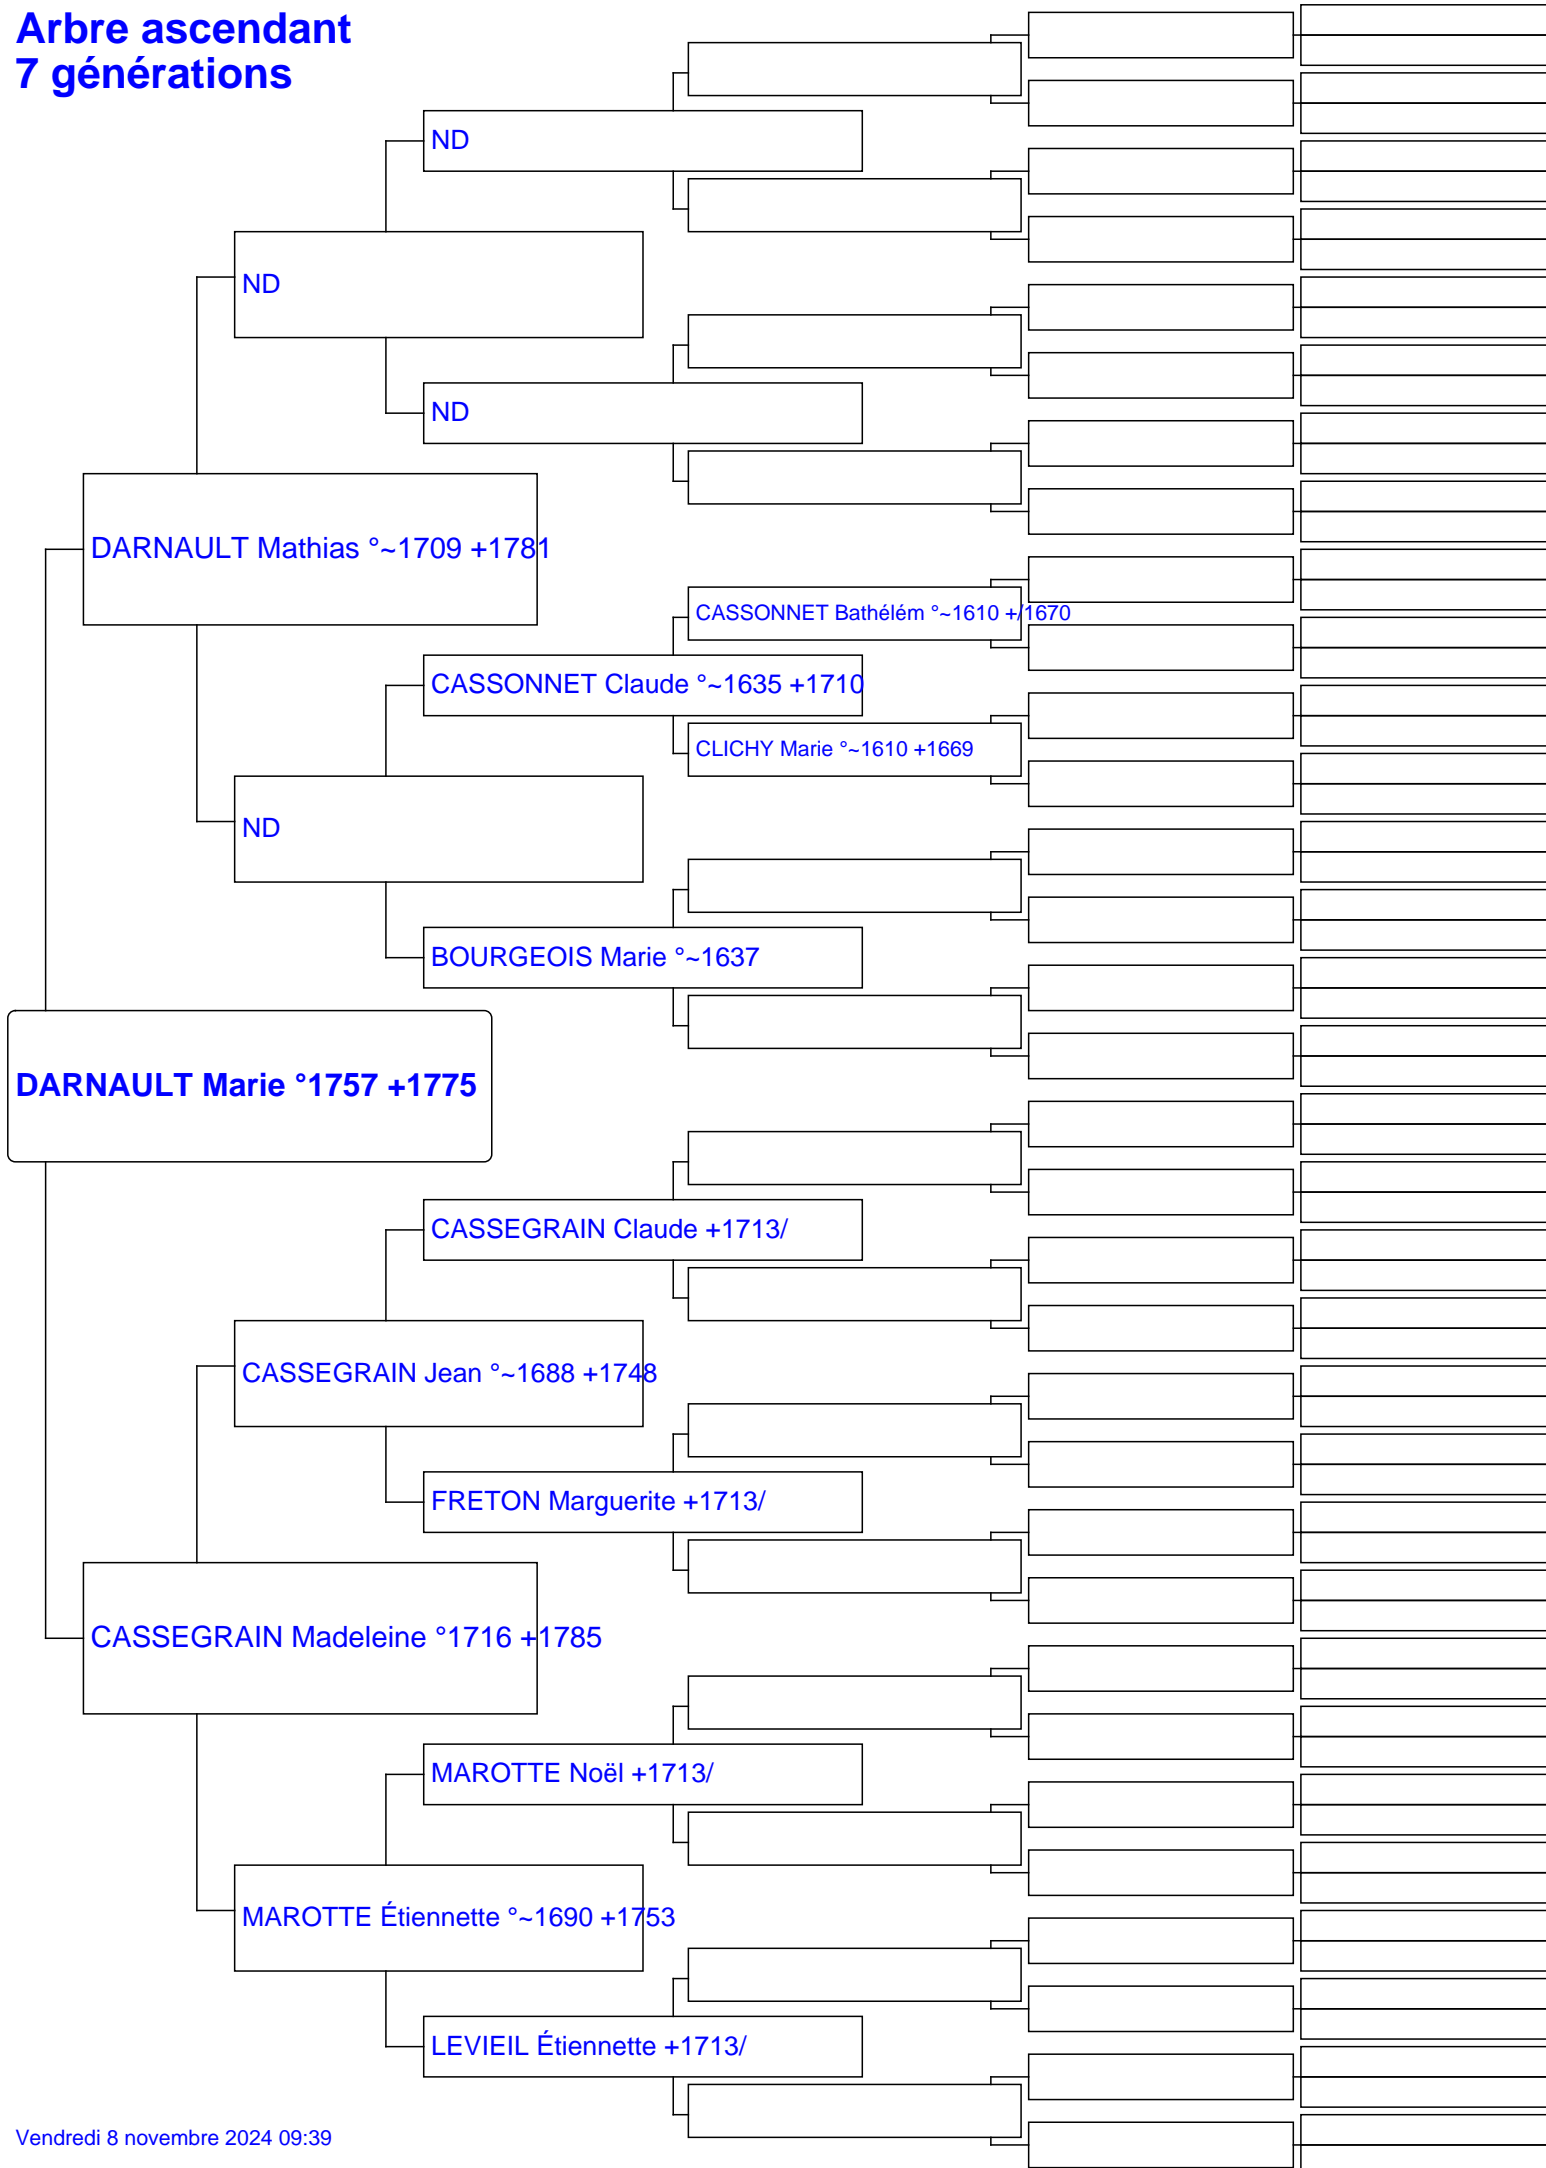 Arbre ascendant
7 générations
ND
ND
ND
DARNAULT Mathias °~1709 +1781
CASSONNET Bathélém °~1610 +/1670
CASSONNET Claude °~1635 +1710
CLICHY Marie °~1610 +1669
ND
BOURGEOIS Marie °~1637
DARNAULT Marie °1757 +1775
CASSEGRAIN Claude +1713/
CASSEGRAIN Jean °~1688 +1748
FRETON Marguerite +1713/
CASSEGRAIN Madeleine °1716 +1785
MAROTTE Noël +1713/
MAROTTE Étiennette °~1690 +1753
LEVIEIL Étiennette +1713/
Vendredi 8 novembre 2024 09:39